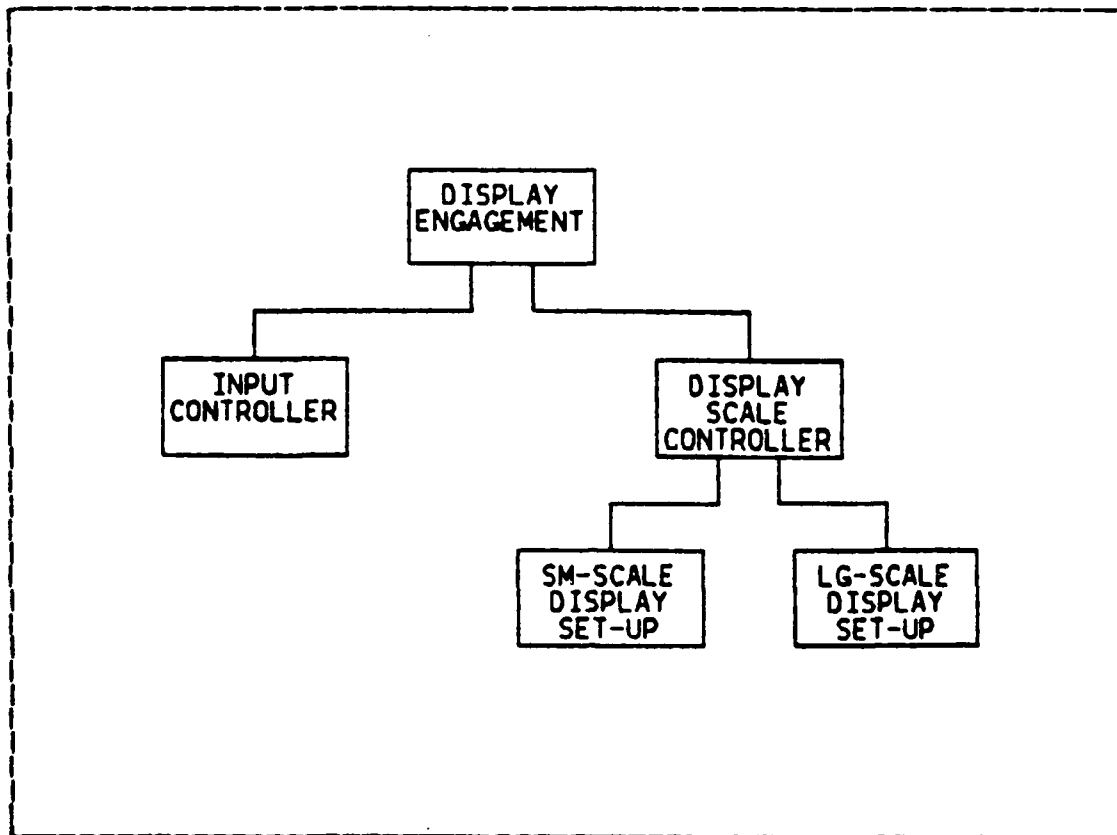 DISPLAY
ENGAGEMENT
INPUT
CONTROLLER
DISPLAY
SCALE
CONTROLLER
SM-SCALE
DISPLAY
SET-UP
LG-SCALE
DISPLAY
SET-UP